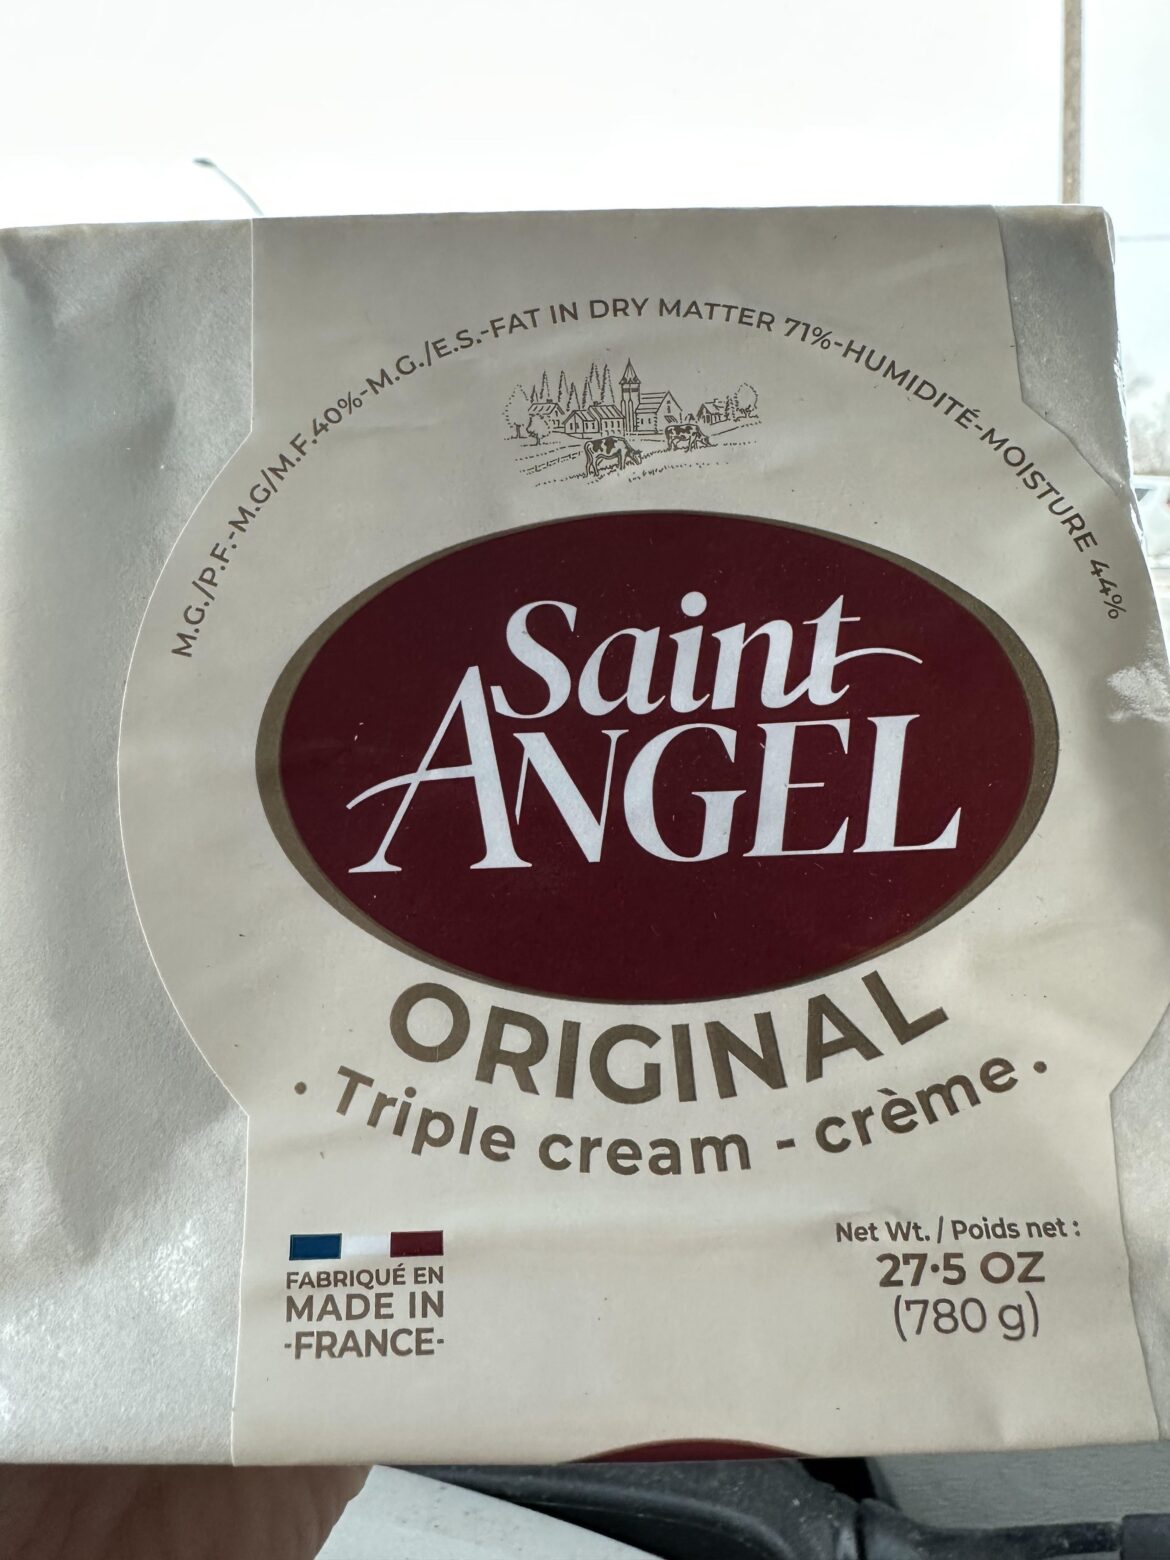 M.G./P.F.-M.G/M.F.40%-M.G./E.S.-FAT IN DRY MATTER 71%-HUMIDITÉ-MOISTURE 44%
Saint
ANGEL
ORIGINAL
• Triple cream - crème •
FABRIQUÉ EN
MADE IN
-FRANCE-
Net Wt. / Poids net :
27·5 OZ
(780 g)